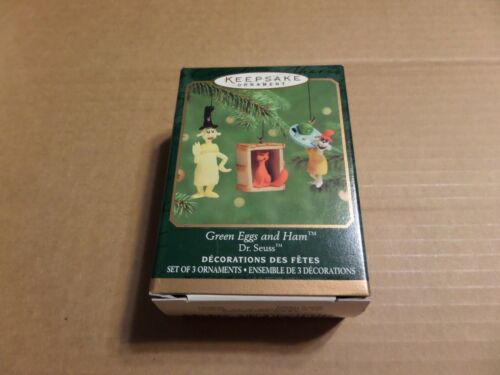 KEEPSAKE
ORNAMENT
Green Eggs and Ham™
Dr. Seuss™
DÉCORATIONS DES FÊTES
SET OF 3 ORNAMENTS • ENSEMBLE DE 3 DÉCORATIONS